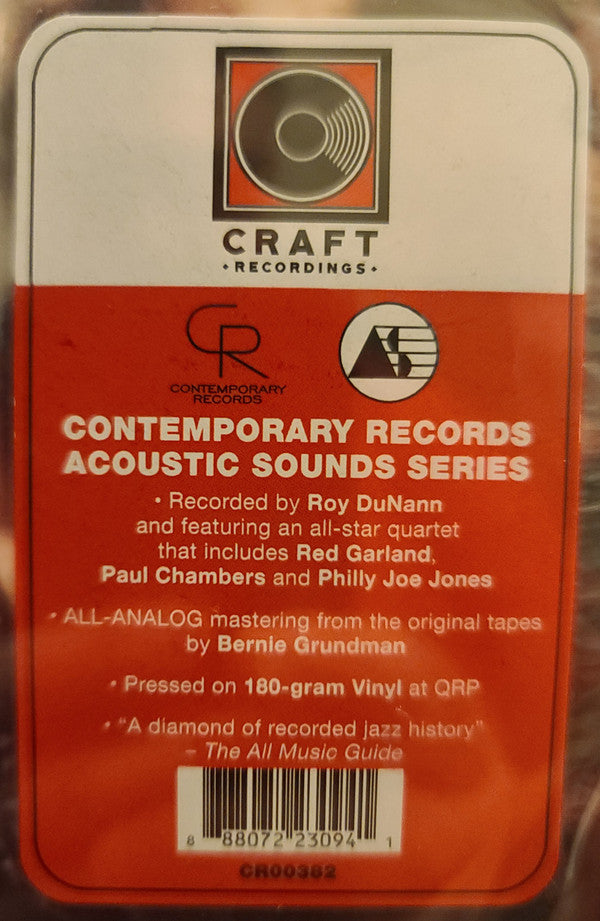 CRAFT
• RECORDINGS •
CR
AS
CONTEMPORARY
RECORDS
CONTEMPORARY RECORDS
ACOUSTIC SOUNDS SERIES
• Recorded by Roy DuNann
and featuring an all-star quartet
that includes Red Garland,
Paul Chambers and Philly Joe Jones
• ALL-ANALOG mastering from the original tapes
by Bernie Grundman
• Pressed on 180-gram Vinyl at QRP
• “A diamond of recorded jazz history”
– The All Music Guide
8 88072 23094 1
CR00382